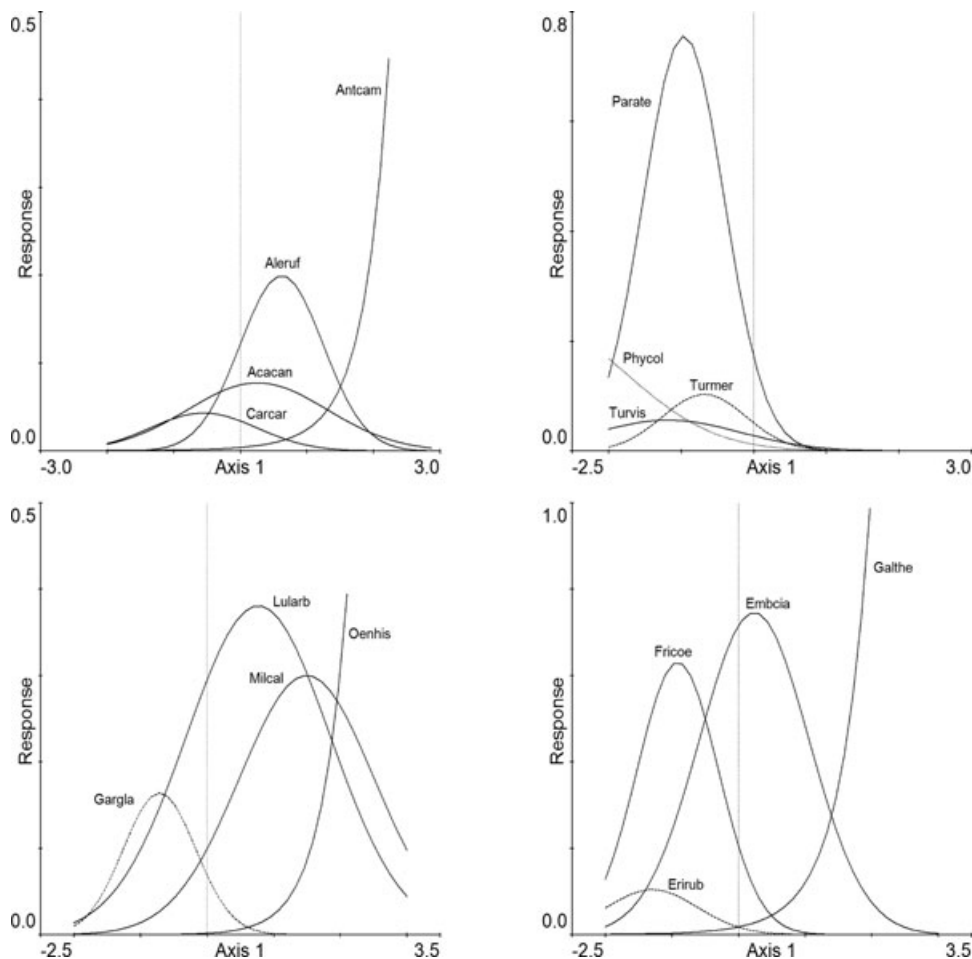 0.5
Response
Antcam
Aleruf
Acacan
Carcar
0.0
-3.0
Axis 1
3.0
0.8
Response
Parate
Phycol
Turmer
Turvis
0.0
-2.5
Axis 1
3.0
0.5
Response
Lularb
Oenhis
Milcal
Gargla
0.0
-2.5
Axis 1
3.5
1.0
Response
Galthe
Embcia
Fricoe
Erirub
0.0
-2.5
Axis 1
3.5